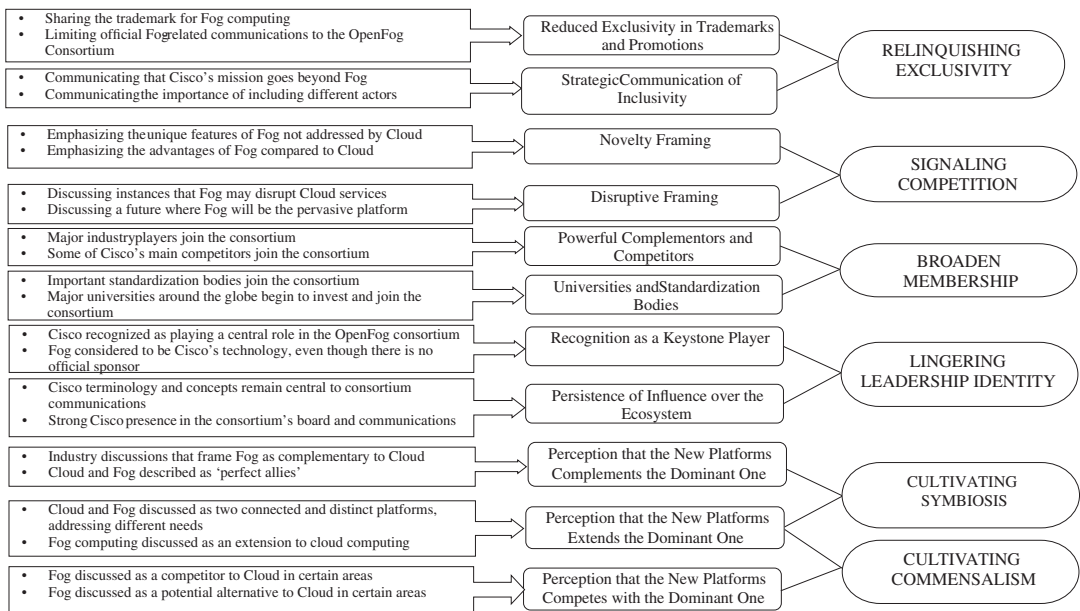 • Sharing the trademark for Fog computing
• Limiting official Fogrelated communications to the OpenFog
Consortium
Reduced Exclusivity in Trademarks
and Promotions
• Communicating that Cisco's mission goes beyond Fog
• Communicatingthe importance of including different actors
StrategicCommunication of
Inclusivity
RELINQUISHING
EXCLUSIVITY
• Emphasizing theunique features of Fog not addressed by Cloud
• Emphasizing the advantages of Fog compared to Cloud
Novelty Framing
• Discussing instances that Fog may disrupt Cloud services
• Discussing a future where Fog will be the pervasive platform
Disruptive Framing
SIGNALING
COMPETITION
• Major industryplayers join the consortium
• Some of Cisco's main competitors join the consortium
Powerful Complementors and
Competitors
• Important standardization bodies join the consortium
• Major universities around the globe begin to invest and join the
consortium
Universities andStandardization
Bodies
BROADEN
MEMBERSHIP
• Cisco recognized as playing a central role in the OpenFog consortium
• Fog considered to be Cisco's technology, even though there is no
official sponsor
Recognition as a Keystone Player
• Cisco terminology and concepts remain central to consortium
communications
• Strong Cisco presence in the consortium's board and communications
Persistence of Influence over the
Ecosystem
LINGERING
LEADERSHIP IDENTITY
• Industry discussions that frame Fog as complementary to Cloud
• Cloud and Fog described as 'perfect allies'
Perception that the New Platforms
Complements the Dominant One
• Cloud and Fog discussed as two connected and distinct platforms,
addressing different needs
• Fog computing discussed as an extension to cloud computing
Perception that the New Platforms
Extends the Dominant One
CULTIVATING
SYMBIOSIS
• Fog discussed as a competitor to Cloud in certain areas
• Fog discussed as a potential alternative to Cloud in certain areas
Perception that the New Platforms
Competes with the Dominant One
CULTIVATING
COMMENSALISM